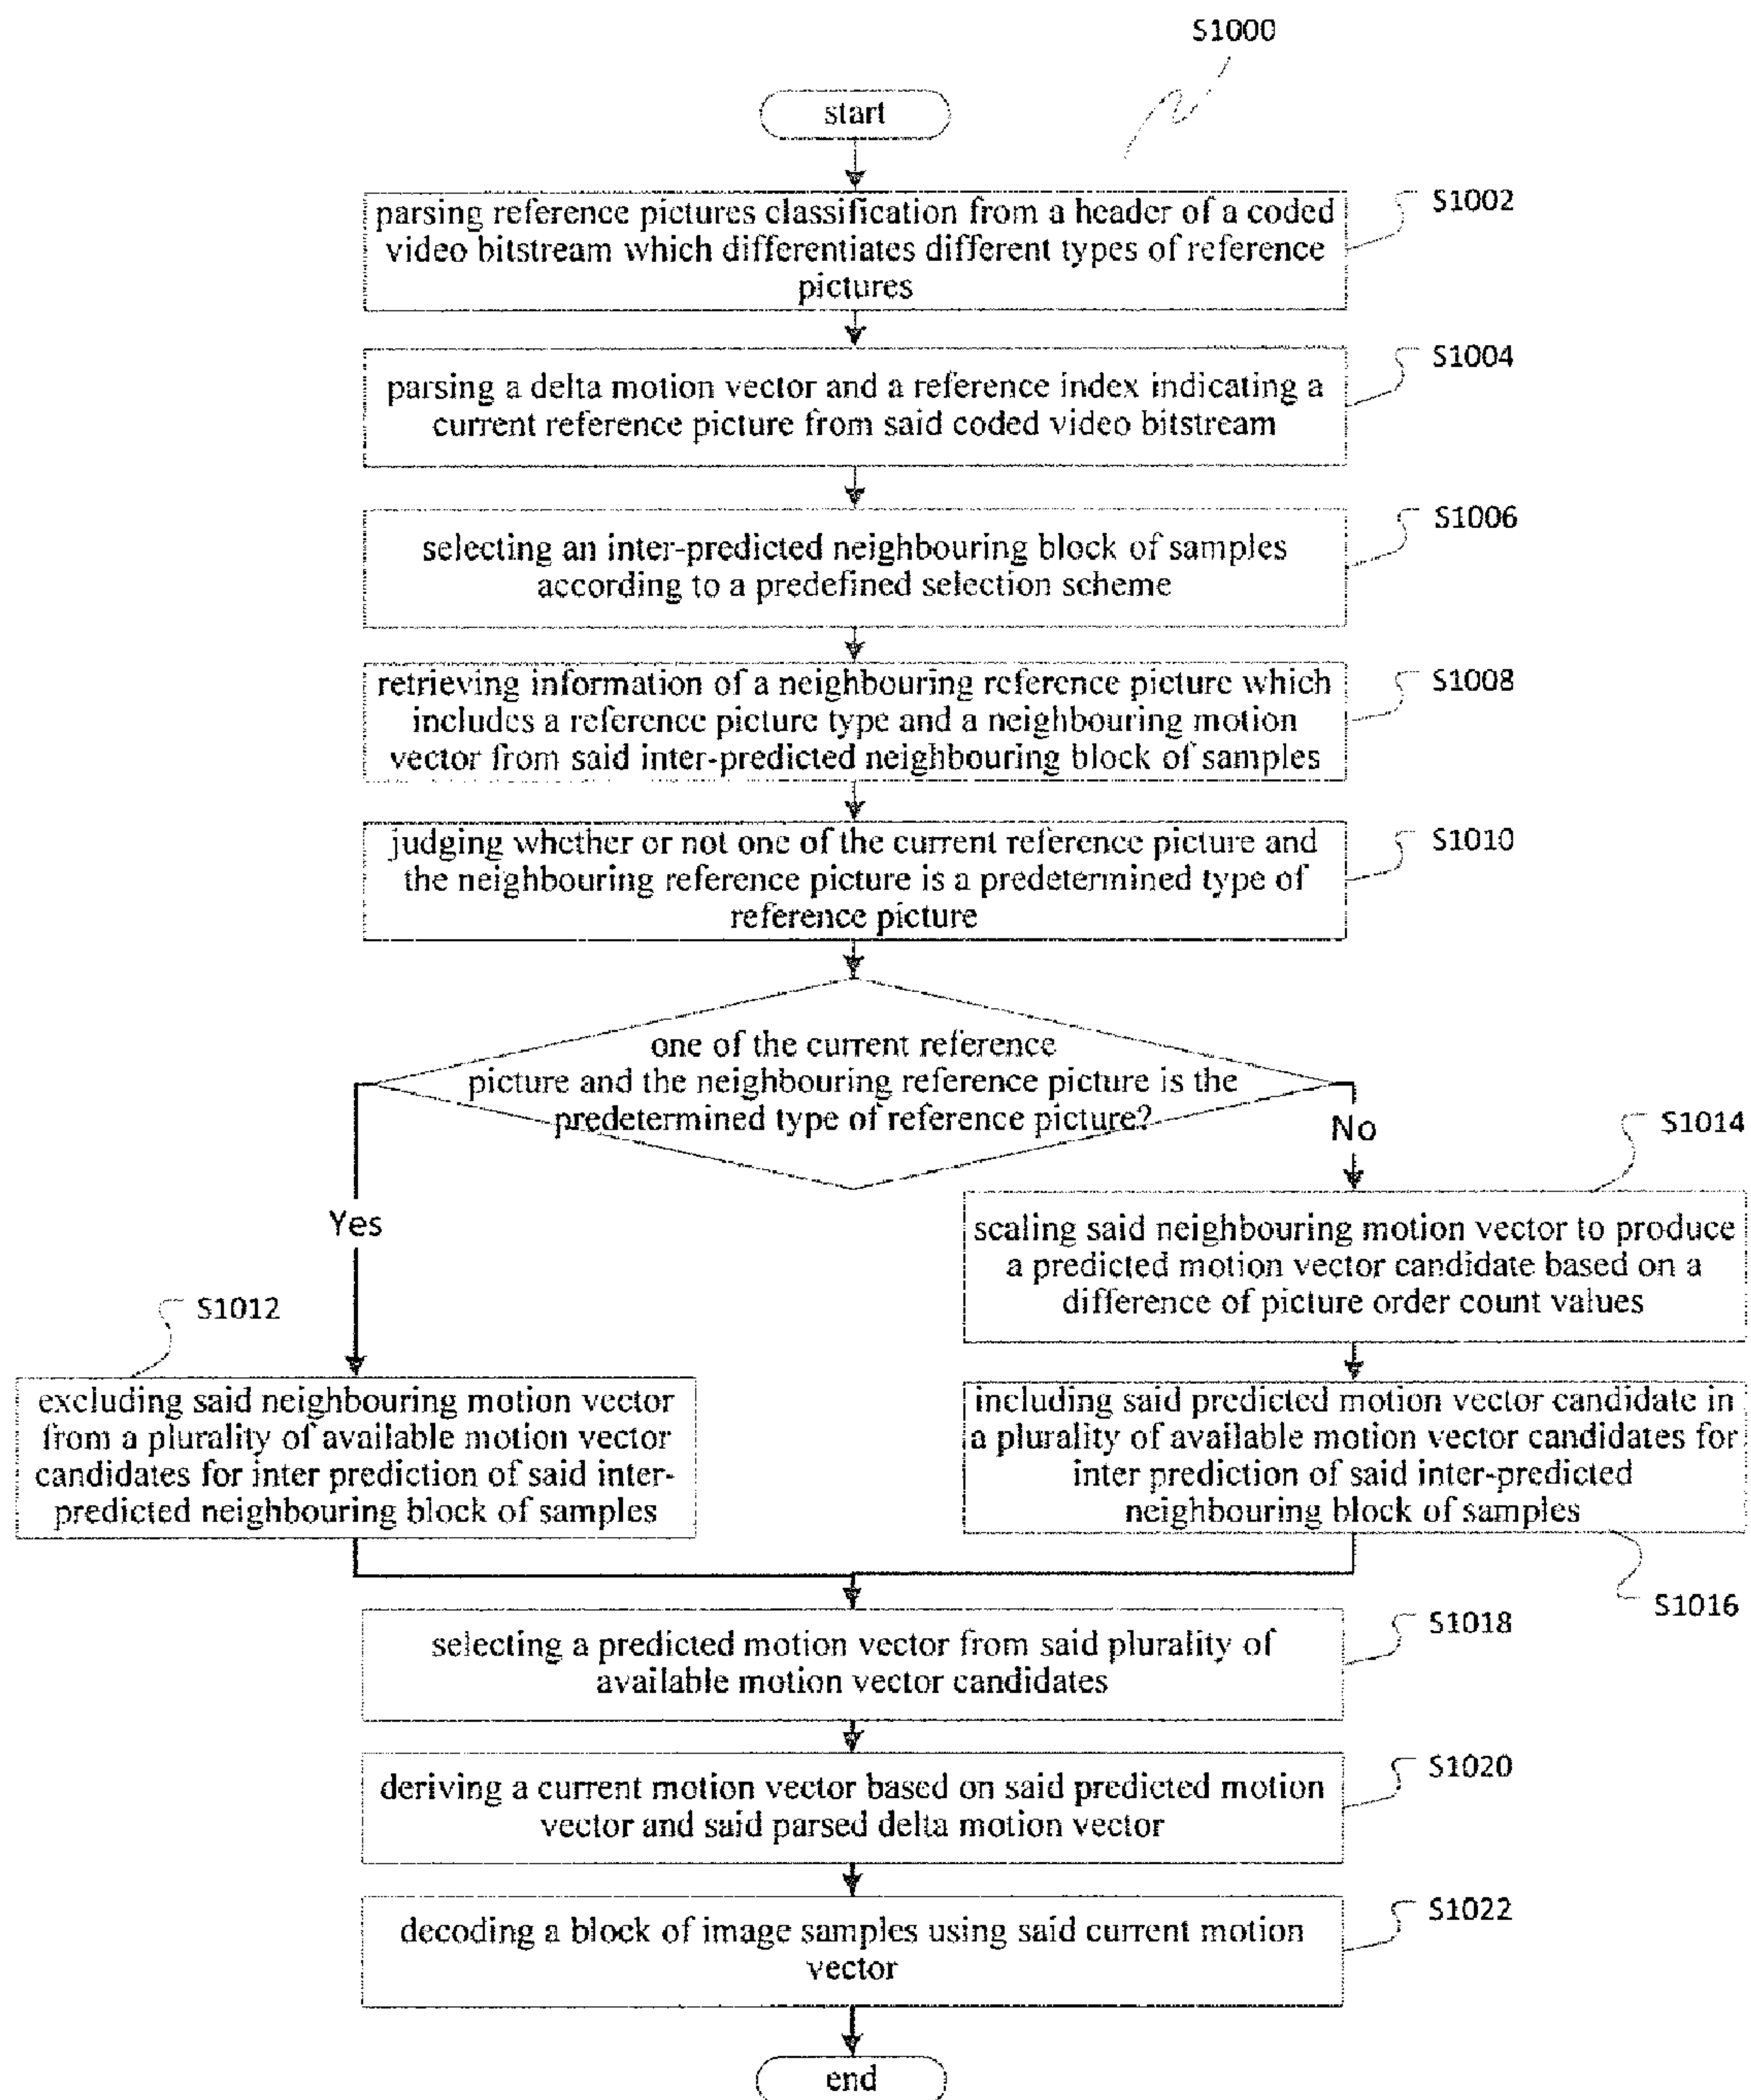 S1000
start
parsing reference pictures classification from a header of a coded
video bitstream which differentiates different types of reference
pictures
S1002
parsing a delta motion vector and a reference index indicating a
current reference picture from said coded video bitstream
S1004
selecting an inter-predicted neighbouring block of samples
according to a predefined selection scheme
S1006
retrieving information of a neighbouring reference picture which
includes a reference picture type and a neighbouring motion
vector from said inter-predicted neighbouring block of samples
S1008
judging whether or not one of the current reference picture and
the neighbouring reference picture is a predetermined type of
reference picture
S1010
one of the current reference
picture and the neighbouring reference picture is the
predetermined type of reference picture?
Yes
No
S1012
excluding said neighbouring motion vector
from a plurality of available motion vector
candidates for inter prediction of said inter-
predicted neighbouring block of samples
S1014
scaling said neighbouring motion vector to produce
a predicted motion vector candidate based on a
difference of picture order count values
including said predicted motion vector candidate in
a plurality of available motion vector candidates for
inter prediction of said inter-predicted
neighbouring block of samples
S1016
selecting a predicted motion vector from said plurality of
available motion vector candidates
S1018
deriving a current motion vector based on said predicted motion
vector and said parsed delta motion vector
S1020
decoding a block of image samples using said current motion
vector
S1022
end